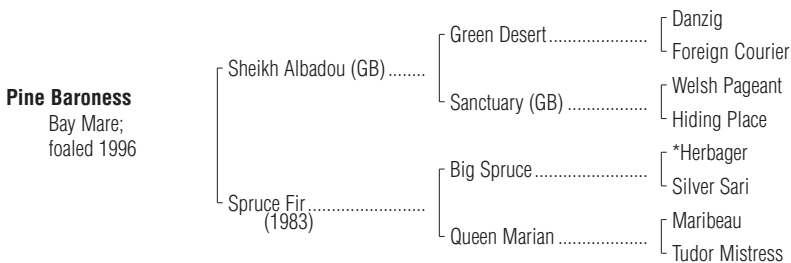 Danzig
Green Desert......................
Foreign Courier
Sheikh Albadou (GB) ........
Welsh Pageant
Sanctuary (GB) ..................
Hiding Place
Pine Baroness
Bay Mare;
foaled 1996
*Herbager
Big Spruce.........................
Silver Sari
Spruce Fir..........................
(1983)
Maribeau
Queen Marian ....................
Tudor Mistress